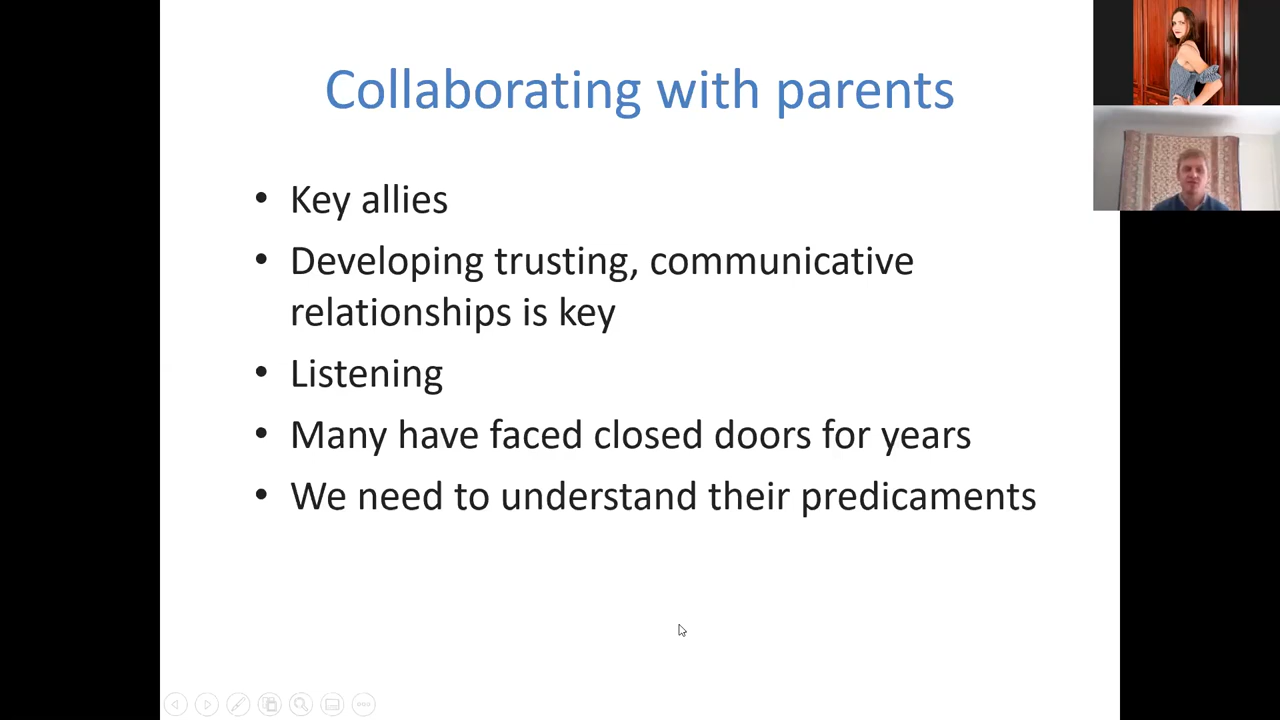 Collaborating with parents
• Key allies
• Developing trusting, communicative
relationships is key
• Listening
• Many have faced closed doors for years
• We need to understand their predicaments